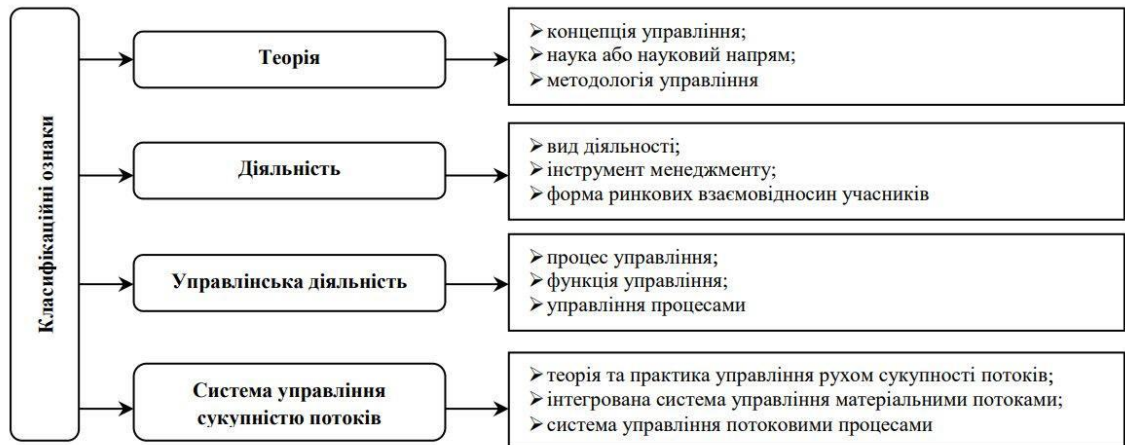 Класифікаційні ознаки
Теорія
➢ концепція управління;
➢ наука або науковий напрям;
➢ методологія управління
Діяльність
➢ вид діяльності;
➢ інструмент менеджменту;
➢ форма ринкових взаємовідносин учасників
Управлінська діяльність
➢ процес управління;
➢ функція управління;
➢ управління процесами
Система управління
сукупністю потоків
➢ теорія та практика управління рухом сукупності потоків;
➢ інтегрована система управління матеріальними потоками;
➢ система управління потоковими процесами